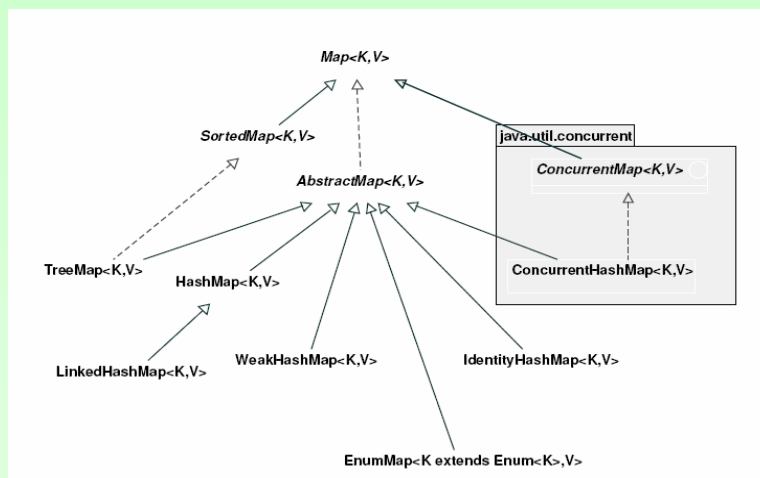 Map<K,V>
SortedMap<K,V>
java.util.concurrent
ConcurrentMap<K,V>
AbstractMap<K,V>
TreeMap<K,V>
HashMap<K,V>
ConcurrentHashMap<K,V>
LinkedHashMap<K,V>
WeakHashMap<K,V>
IdentityHashMap<K,V>
EnumMap<K extends Enum<K>,V>